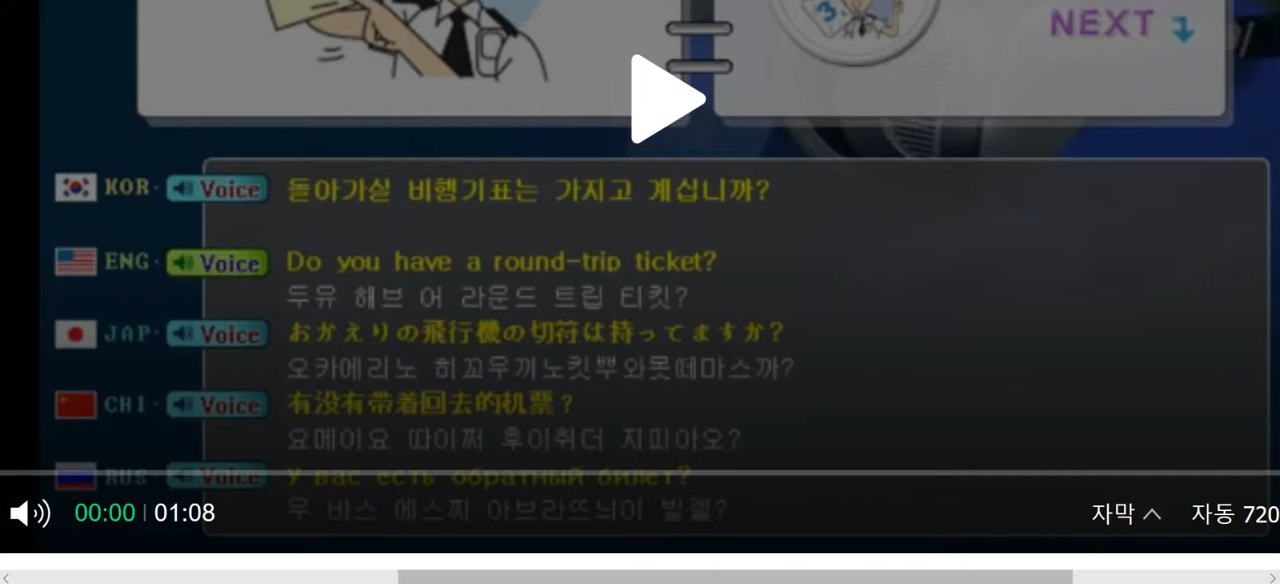 3
NEXT
KOR · Voice 돌아가실 비행기표는 가지고 계십니까?
ENG · Voice Do you have a round-trip ticket?
두유 해브 어 라운드 트립 티킷?
JAP · Voice おかえりの飛行機の切符は持ってますか?
오카에리노 히꼬우끼노킷뿌와못떼마스까?
CHI · Voice 有没有带着回去的机票?
요메이요 따이쩌 후이취더 지피아오?
RUS · Voice У вас есть обратный билет?
무 바스 예스찌 아브라뜨늬이 빌롓?
00:00 | 01:08 자막 자동 720